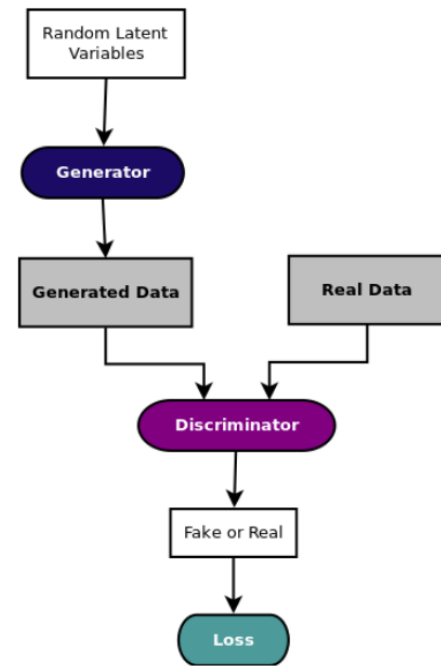 Random Latent
Variables
Generator
Generated Data
Real Data
Discriminator
Fake or Real
Loss